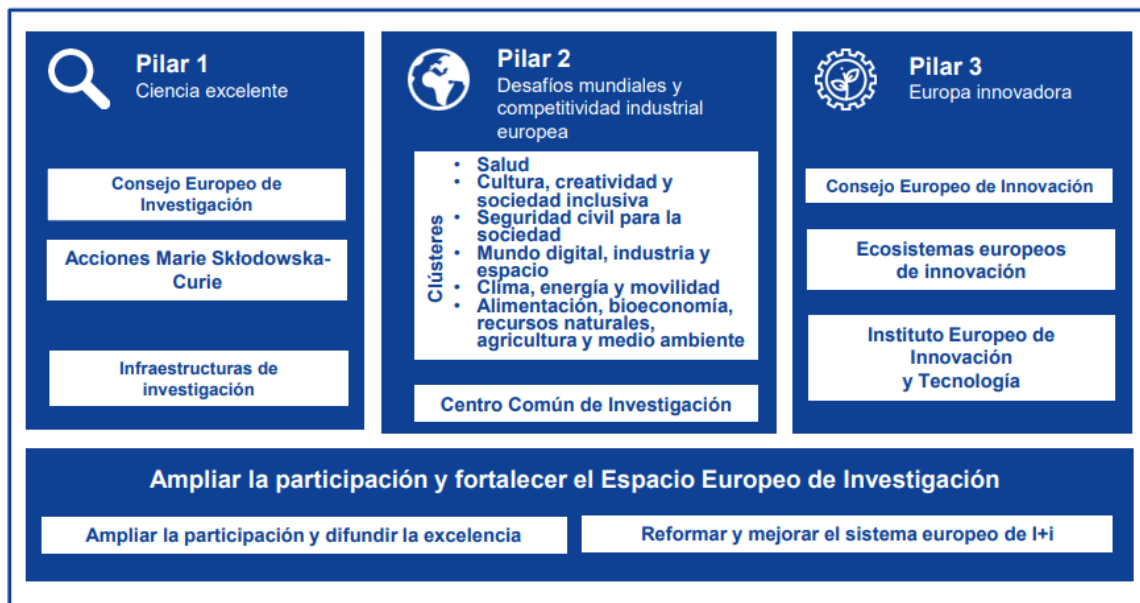 Pilar 1
Ciencia excelente
Consejo Europeo de
Investigación
Acciones Marie Skłodowska-
Curie
Infraestructuras de
investigación
Pilar 2
Desafíos mundiales y
competitividad industrial
europea
Clústeres
• Salud
• Cultura, creatividad y
sociedad inclusiva
• Seguridad civil para la
sociedad
• Mundo digital, industria y
espacio
• Clima, energía y movilidad
• Alimentación, bioeconomía,
recursos naturales,
agricultura y medio ambiente
Centro Común de Investigación
Pilar 3
Europa innovadora
Consejo Europeo de Innovación
Ecosistemas europeos
de innovación
Instituto Europeo de
Innovación
y Tecnología
Ampliar la participación y fortalecer el Espacio Europeo de Investigación
Ampliar la participación y difundir la excelencia
Reformar y mejorar el sistema europeo de I+i